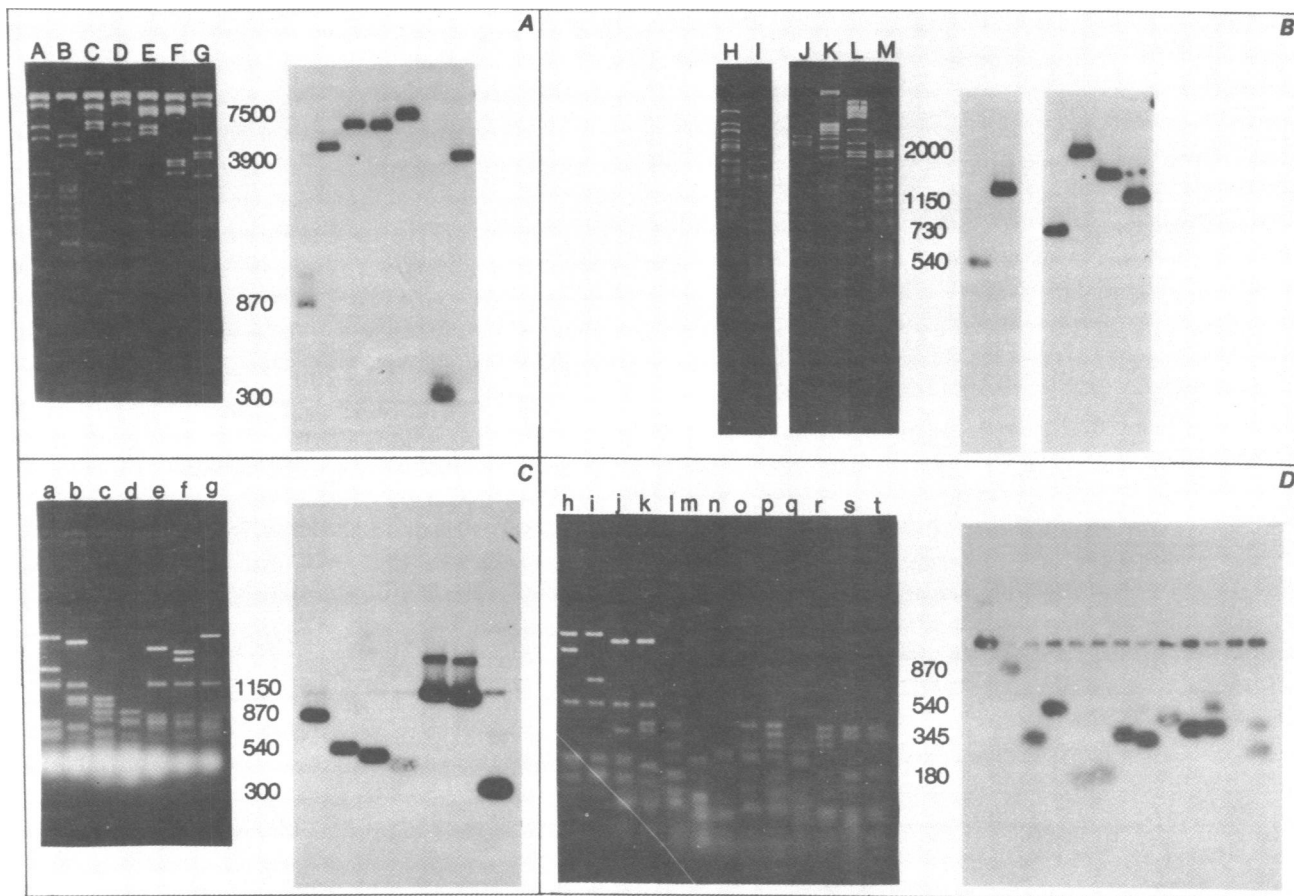 A
A B C D E F G
7500
3900
870
300
B
H I J K L M
2000
1150
730
540
C
a b c d e f g
1150
870
540
300
D
h i j k l m n o p q r s t
870
540
345
180